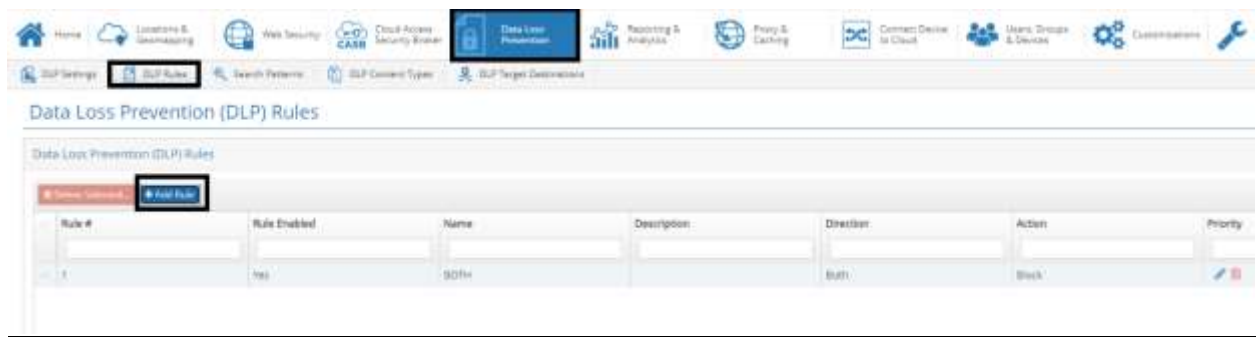 Home
Locations & Geomapping
Web Security
CASB
Cloud Access Security Broker
Data Loss Prevention
Reporting & Analytics
Proxy & Caching
Connect Device to Cloud
Users, Groups & Devices
Customizations
DLP Settings
DLP Rules
Search Patterns
DLP Content Types
DLP Target Destinations
Data Loss Prevention (DLP) Rules
Data Loss Prevention (DLP) Rules
Delete Selected... Add Rule
Rule # Rule Enabled Name Description Direction Action Priority
1 Yes BOTH Both Block